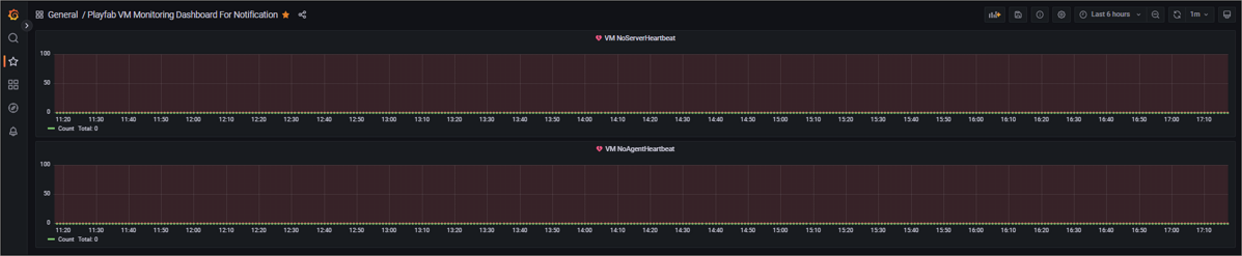 General / Playfab VM Monitoring Dashboard For Notification
Last 6 hours
1m
VM NoServerHeartbeat
100
50
0
11:20 11:30 11:40 11:50 12:00 12:10 12:20 12:30 12:40 12:50 13:00 13:10 13:20 13:30 13:40 13:50 14:00 14:10 14:20 14:30 14:40 14:50 15:00 15:10 15:20 15:30 15:40 15:50 16:00 16:10 16:20 16:30 16:40 16:50 17:00 17:10
Count Total: 0
VM NoAgentHeartbeat
100
50
0
11:20 11:30 11:40 11:50 12:00 12:10 12:20 12:30 12:40 12:50 13:00 13:10 13:20 13:30 13:40 13:50 14:00 14:10 14:20 14:30 14:40 14:50 15:00 15:10 15:20 15:30 15:40 15:50 16:00 16:10 16:20 16:30 16:40 16:50 17:00 17:10
Count Total: 0